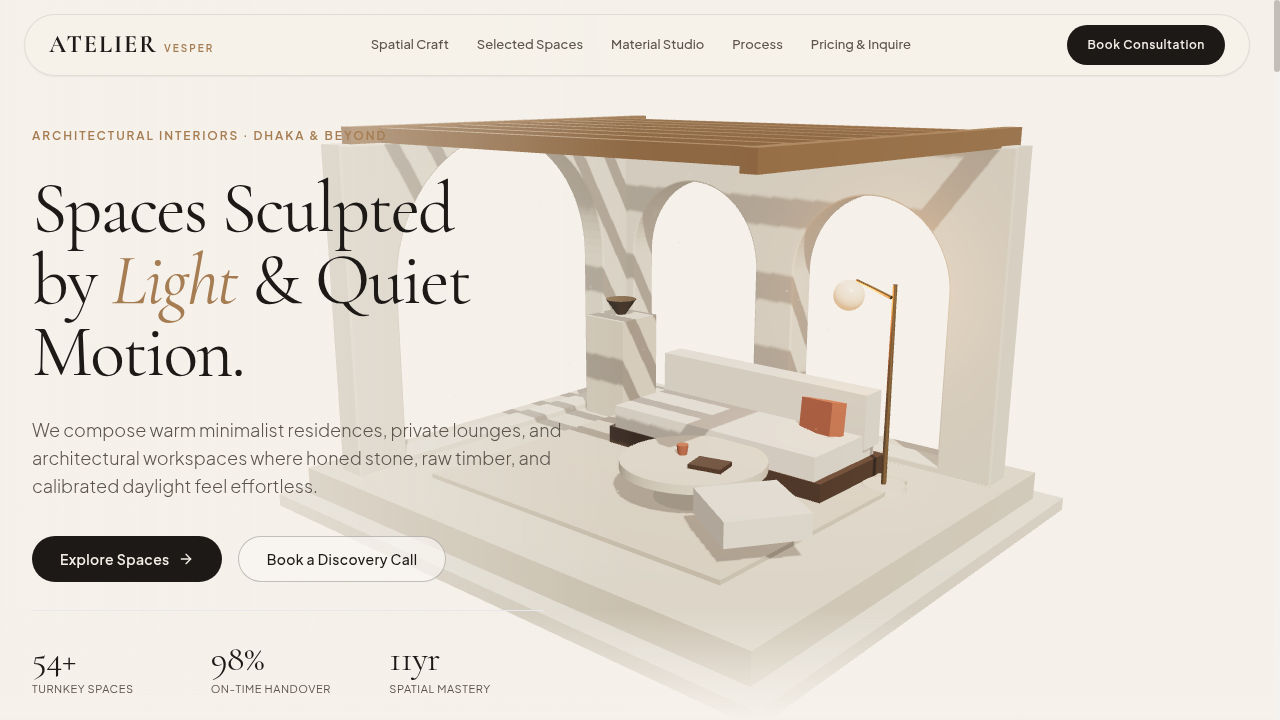 ATELIER VESPER
Spatial Craft
Selected Spaces
Material Studio
Process
Pricing & Inquire
Book Consultation
ARCHITECTURAL INTERIORS · DHAKA & BEYOND
Spaces Sculpted
by Light & Quiet
Motion.
We compose warm minimalist residences, private lounges, and
architectural workspaces where honed stone, raw timber, and
calibrated daylight feel effortless.
Explore Spaces →
Book a Discovery Call
54+
TURNKEY SPACES
98%
ON-TIME HANDOVER
11yr
SPATIAL MASTERY